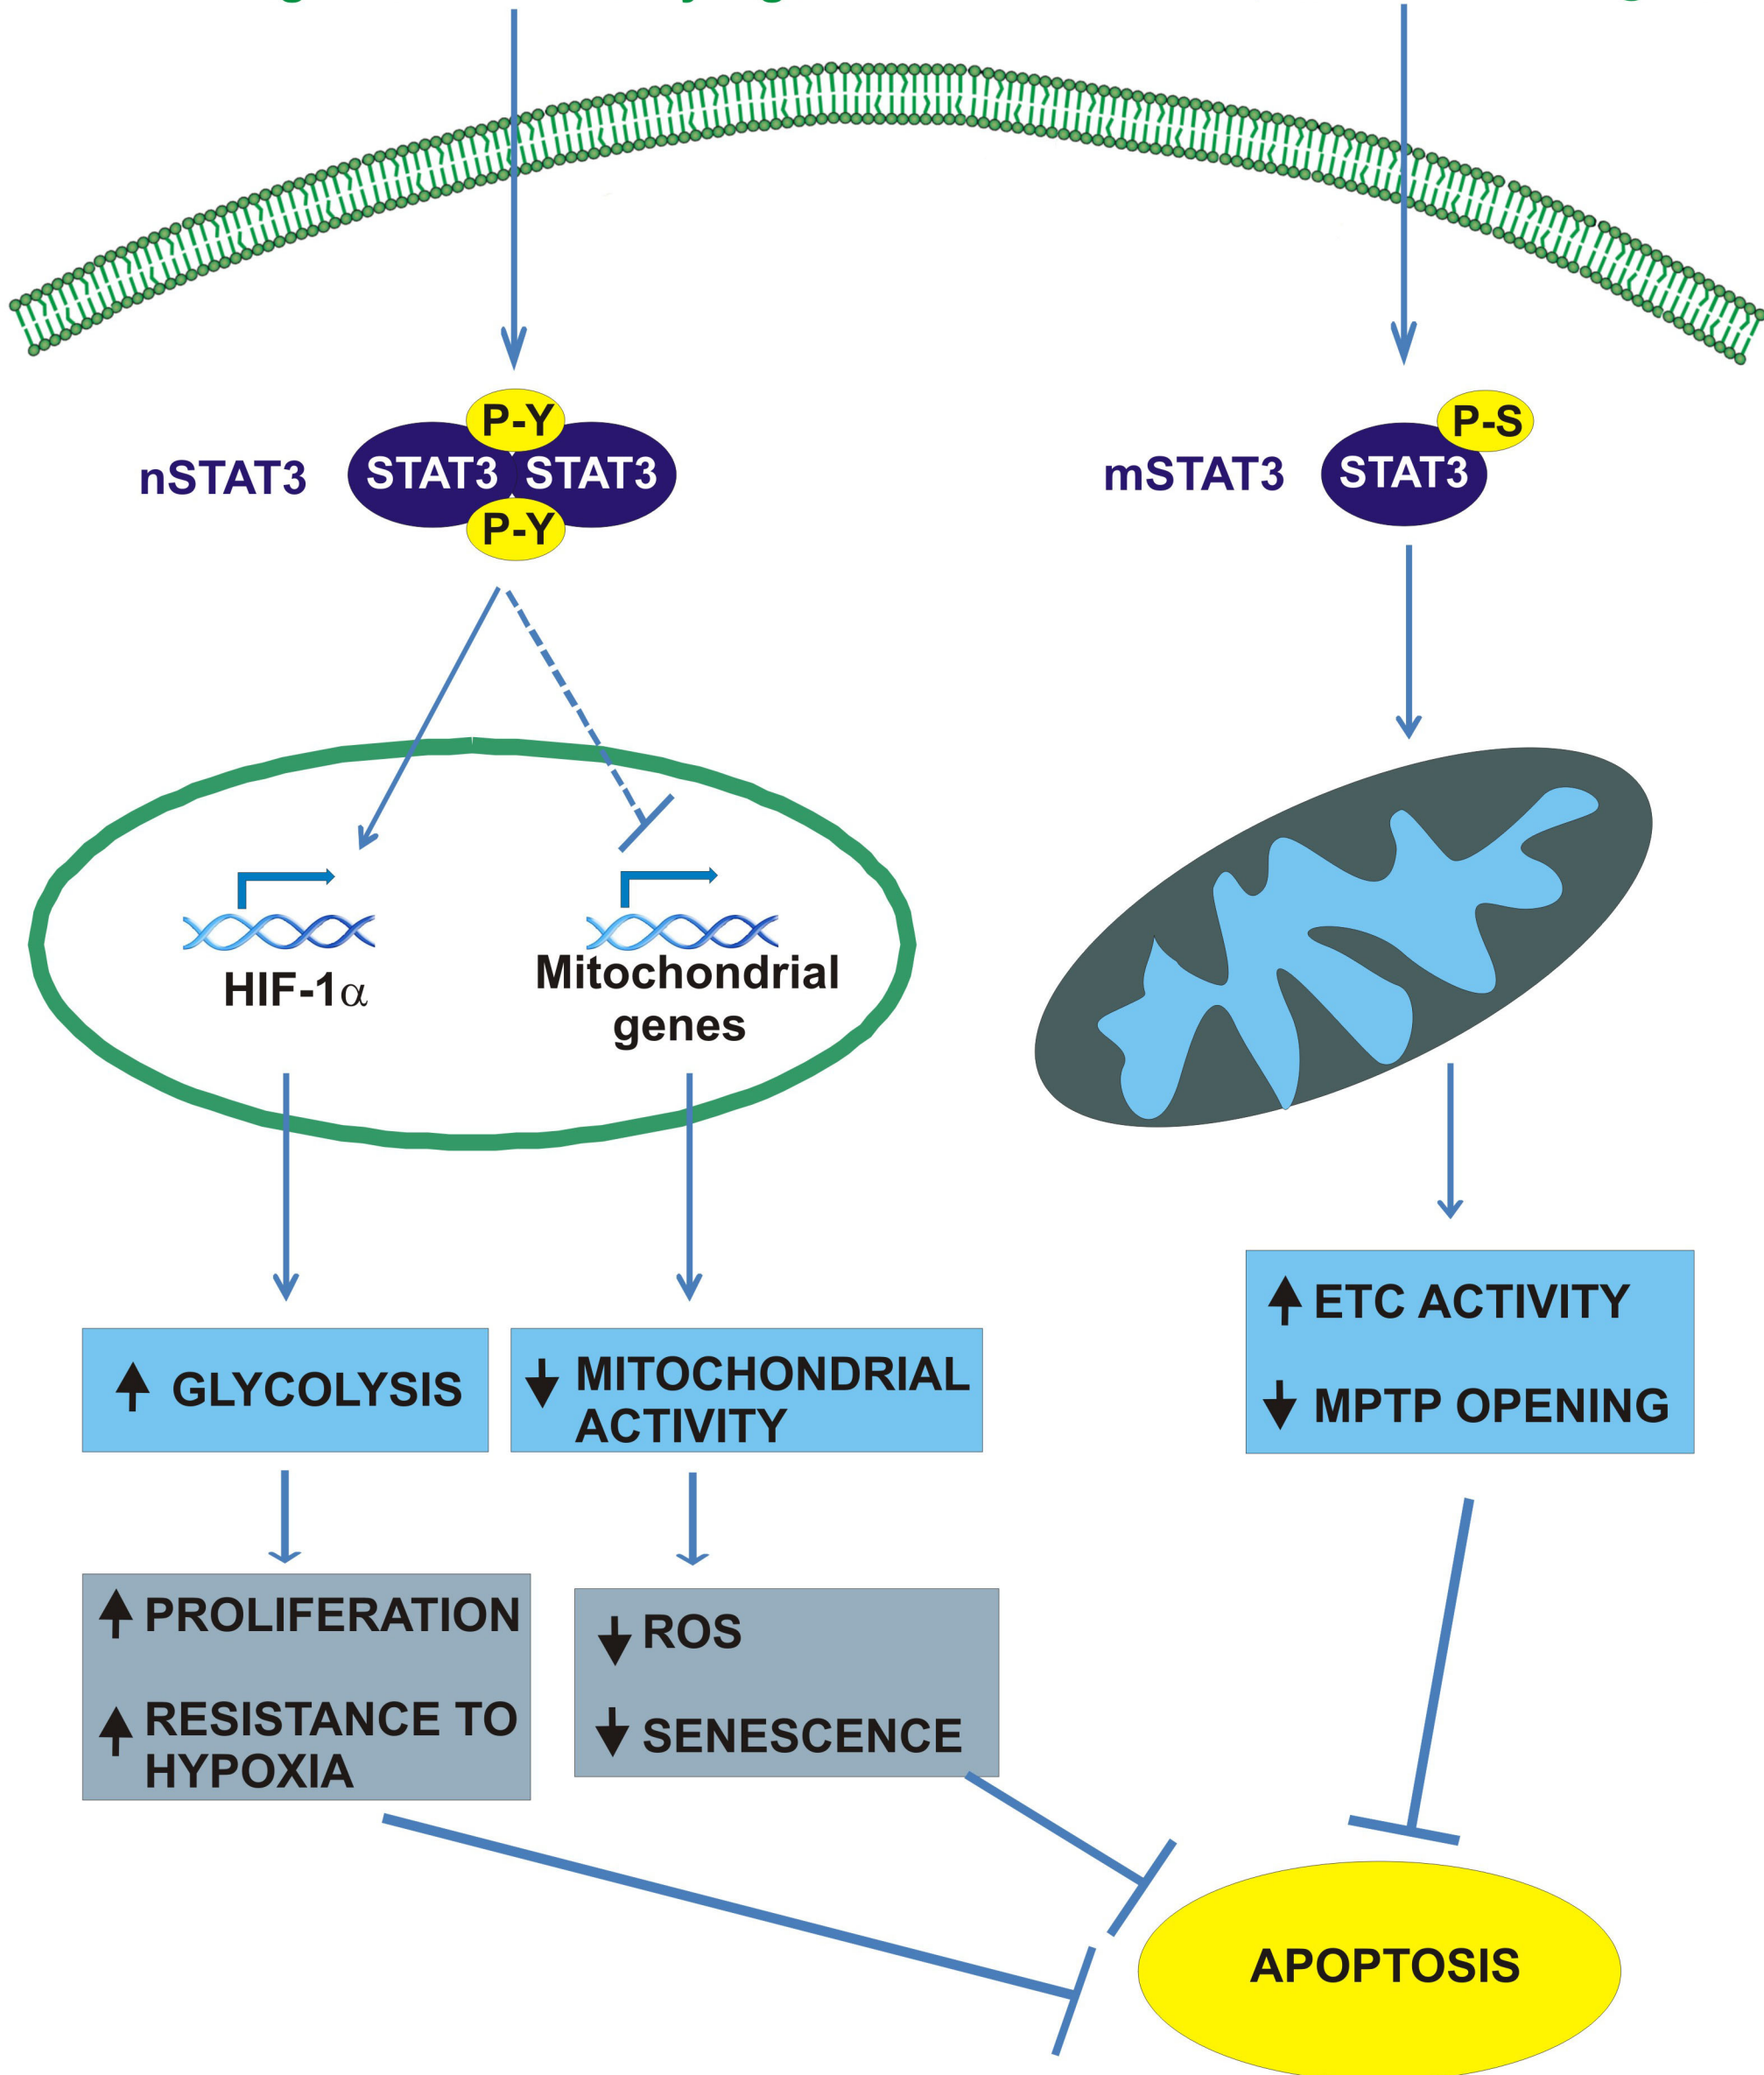 P-Y
nSTAT3
STAT3
STAT3
P-Y
P-S
mSTAT3
STAT3
HIF-1α
Mitochondrial
genes
GLYCOLYSIS
MITOCHONDRIAL
ACTIVITY
ETC ACTIVITY
MPTP OPENING
PROLIFERATION
RESISTANCE TO
HYPOXIA
ROS
SENESCENCE
APOPTOSIS